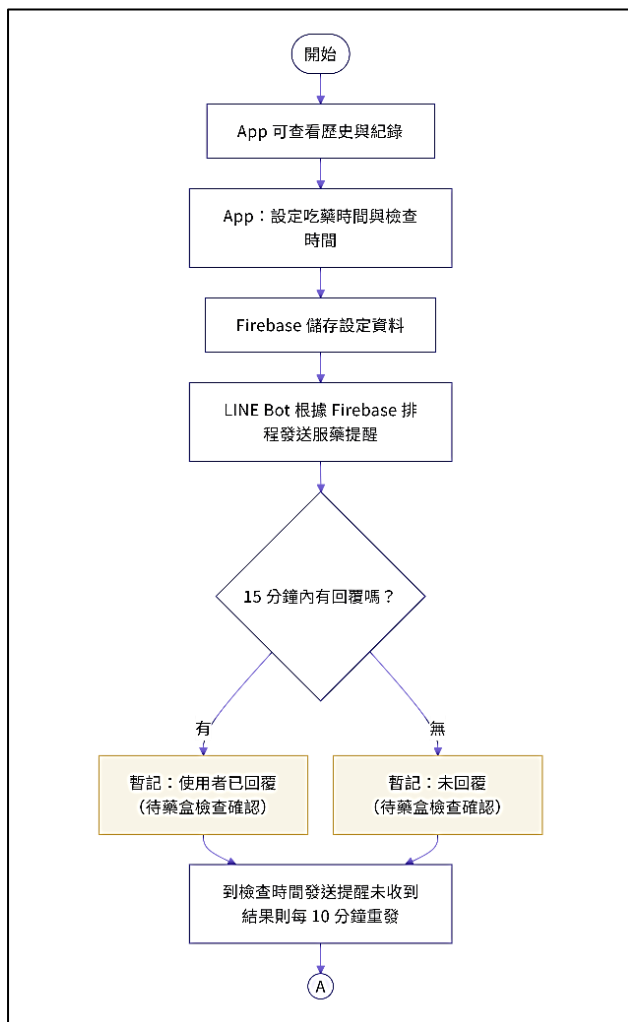 開始
App 可查看歷史與紀錄
App：設定吃藥時間與檢查
時間
Firebase 儲存設定資料
LINE Bot 根據 Firebase 排
程發送服藥提醒
15 分鐘內有回覆嗎？
有
無
暫記：使用者已回覆
（待藥盒檢查確認）
暫記：未回覆
（待藥盒檢查確認）
到檢查時間發送提醒未收到
結果則每 10 分鐘重發
A